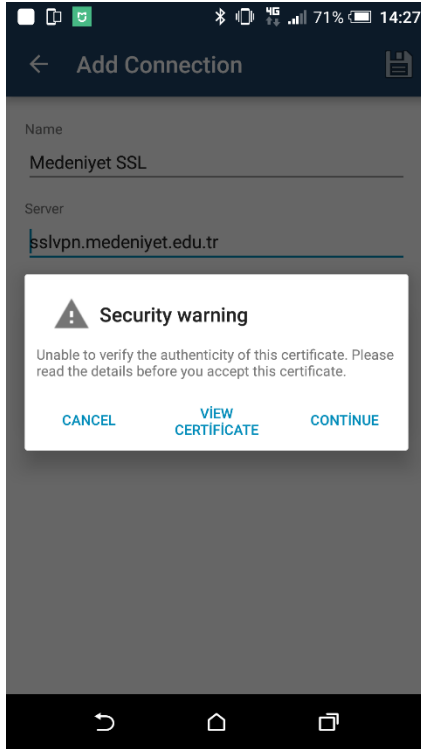 4G 71% 14:27
Add Connection
Name
Medeniyet SSL
Server
sslvpn.medeniyet.edu.tr
Security warning
Unable to verify the authenticity of this certificate. Please
read the details before you accept this certificate.
CANCEL
VİEW
CERTİFİCATE
CONTİNUE